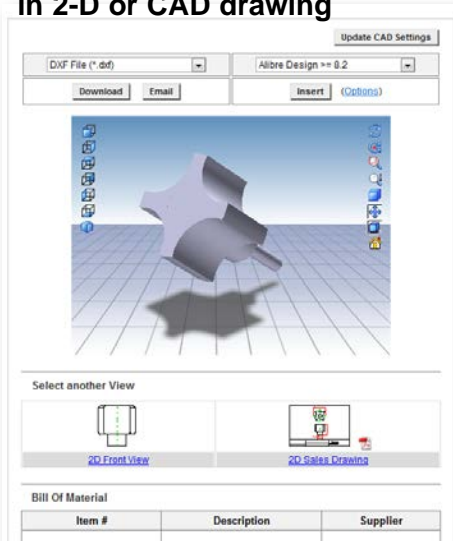 in 2-D or CAD drawing
Update CAD Settings
DXF File (*.dxf) Alibre Design >= 8.2
Download Email Insert (Options)
Select another View
2D Front View 2D Sales Drawing
Bill Of Material
Item # Description Supplier